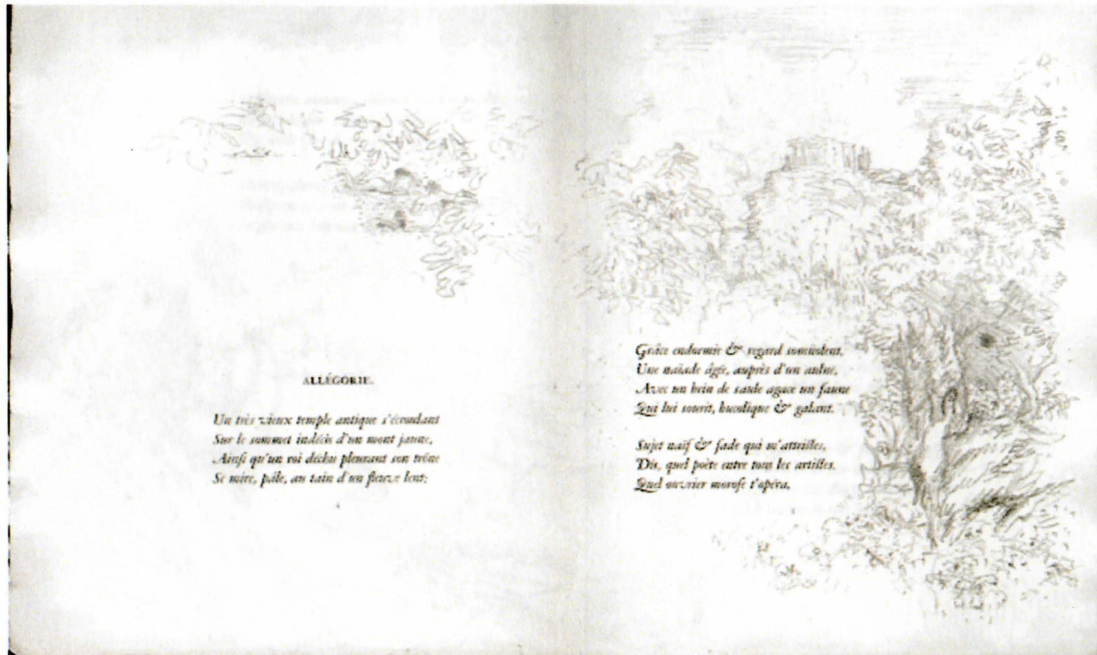 ALLÉGORIE.
Un très vieux temple antique s'écroulant
Sur le sommet indécis d'un mont jaune,
Ainſi qu'un roi déchu pleurant son trône
Se mire, pâle, au tain d'un fleuve lent;
Grâce endormie & regard somnolent,
Une naïade âgée, auprès d'un aulne,
Avec un brin de saule agace un faune
Qui lui sourit, bucolique & galant.
Sujet naïf & fade qui m'attriſtes,
Dis, quel poète entre tous les artiſtes,
Quel ouvrier moroſe t'opéra,